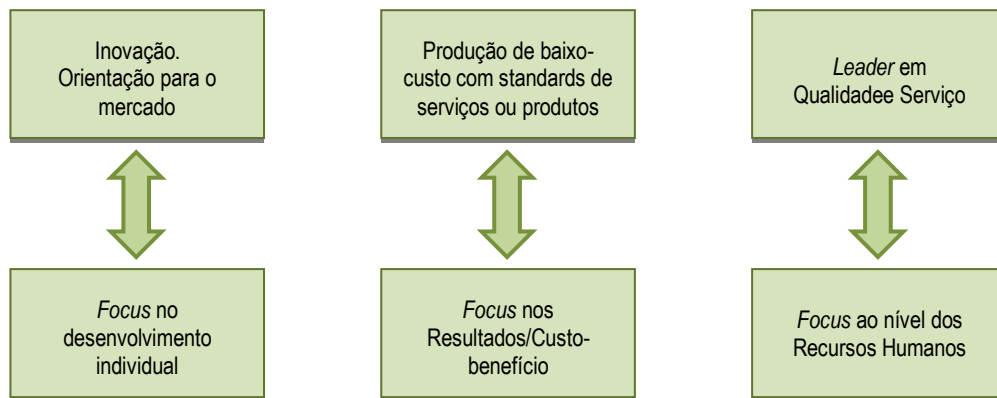 Inovação.
Orientação para o
mercado
Produção de baixo-
custo com standards de
serviços ou produtos
Leader em
Qualidadee Serviço
Focus no
desenvolvimento
individual
Focus nos
Resultados/Custo-
benefício
Focus ao nível dos
Recursos Humanos